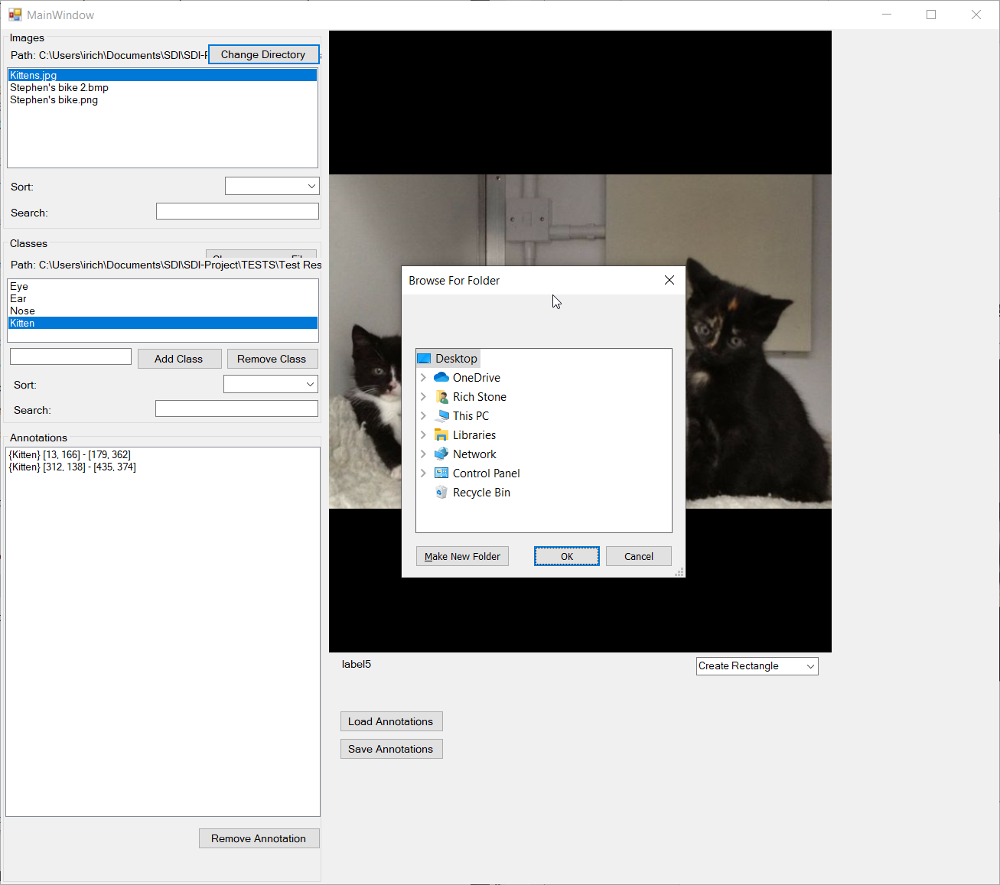 MainWindow
Images
Path: C:\Users\irich\Documents\SDI\SDI-F
Change Directory
Kittens.jpg
Stephen's bike 2.bmp
Stephen's bike.png
Sort:
Search:
Classes
Path: C:\Users\irich\Documents\SDI\SDI-Project\TESTS\Test Res
Eye
Ear
Nose
Kitten
Add Class
Remove Class
Sort:
Search:
Annotations
{Kitten} [13, 166] - [179, 362]
{Kitten} [312, 138] - [435, 374]
Remove Annotation
Browse For Folder
Desktop
OneDrive
Rich Stone
This PC
Libraries
Network
Control Panel
Recycle Bin
Make New Folder
OK
Cancel
label5
Create Rectangle
Load Annotations
Save Annotations